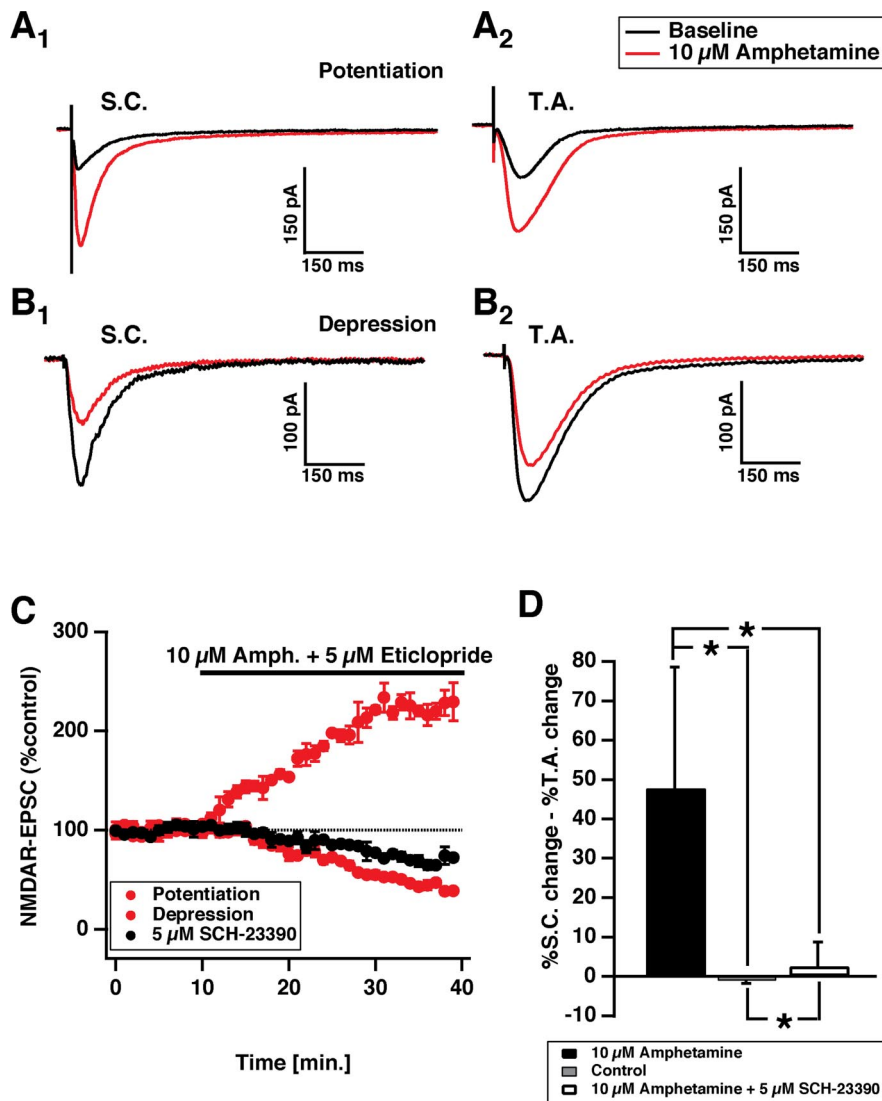 A1
Potentiation
S.C.
150 pA
150 ms
A2
Baseline
10 µM Amphetamine
T.A.
150 pA
150 ms
B1
S.C.
Depression
100 pA
150 ms
B2
T.A.
100 pA
150 ms
C
NMDAR-EPSC (%control)
300
200
100
0
10 µM Amph. + 5 µM Eticlopride
Potentiation
Depression
5 µM SCH-23390
0 10 20 30 40
Time [min.]
D
%S.C. change - %T.A. change
80
70
60
50
40
30
20
10
0
-10
*
*
*
10 µM Amphetamine
Control
10 µM Amphetamine + 5 µM SCH-23390